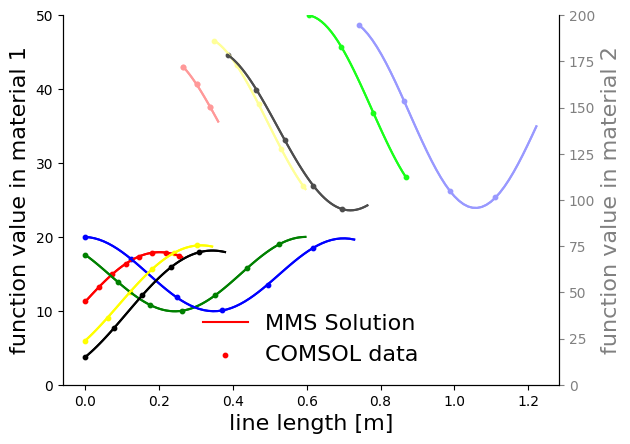 function value in material 1
50
40
30
20
10
0
200
175
150
125
100
75
50
25
0
function value in material 2
MMS Solution
COMSOL data
0.0 0.2 0.4 0.6 0.8 1.0 1.2
line length [m]